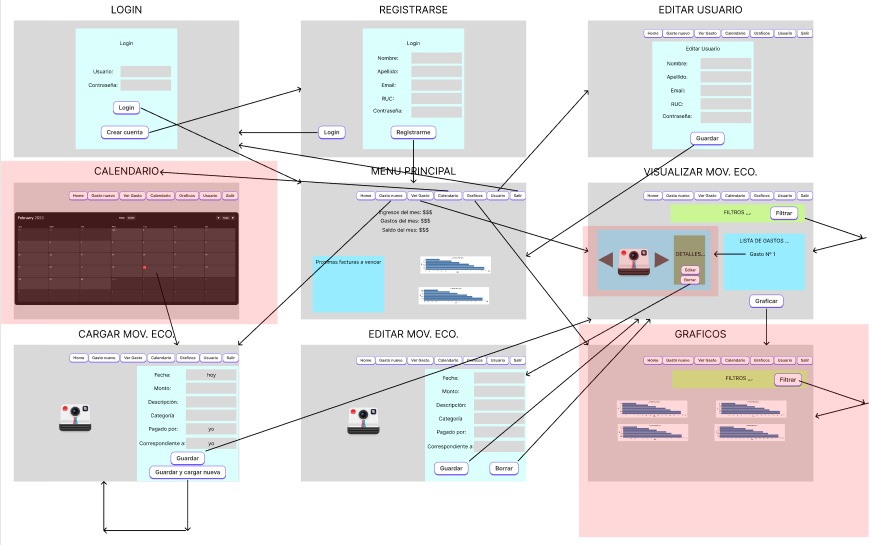 LOGIN
Login
Usuario:
Contraseña:
Login
Crear cuenta
REGISTRARSE
Login
Nombre:
Apellido:
Email:
RUC:
Contraseña:
Login
Registrarme
EDITAR USUARIO
Home Gasto nuevo Ver Gasto Calendario Graficos Usuario Salir
Editar Usuario
Nombre:
Apellido:
Email:
RUC:
Contraseña:
Guardar
CALENDARIO
Home Gasto nuevo Ver Gasto Calendario Graficos Usuario Salir
February
MENU PRINCIPAL
Home Gasto nuevo Ver Gasto Calendario Graficos Usuario Salir
Ingresos del mes: $$$
Gastos del mes: $$$
Saldo del mes: $$$
Proximas facturas a vencer
VISUALIZAR MOV. ECO.
Home Gasto nuevo Ver Gasto Calendario Graficos Usuario Salir
FILTROS
Filtrar
DETALLES...
Editar
Borrar
LISTA DE GASTOS ...
Gasto Nº 1
Graficar
CARGAR MOV. ECO.
Home Gasto nuevo Ver Gasto Calendario Graficos Usuario Salir
Fecha: hoy
Monto:
Descripción:
Categoría
Pagado por: yo
Correspondiente a: yo
Guardar
Guardar y cargar nueva
EDITAR MOV. ECO.
Home Gasto nuevo Ver Gasto Calendario Graficos Usuario Salir
Fecha:
Monto:
Descripción:
Categoría
Pagado por:
Correspondiente a:
Guardar
Borrar
GRAFICOS
Home Gasto nuevo Ver Gasto Calendario Graficos Usuario Salir
FILTROS
Filtrar